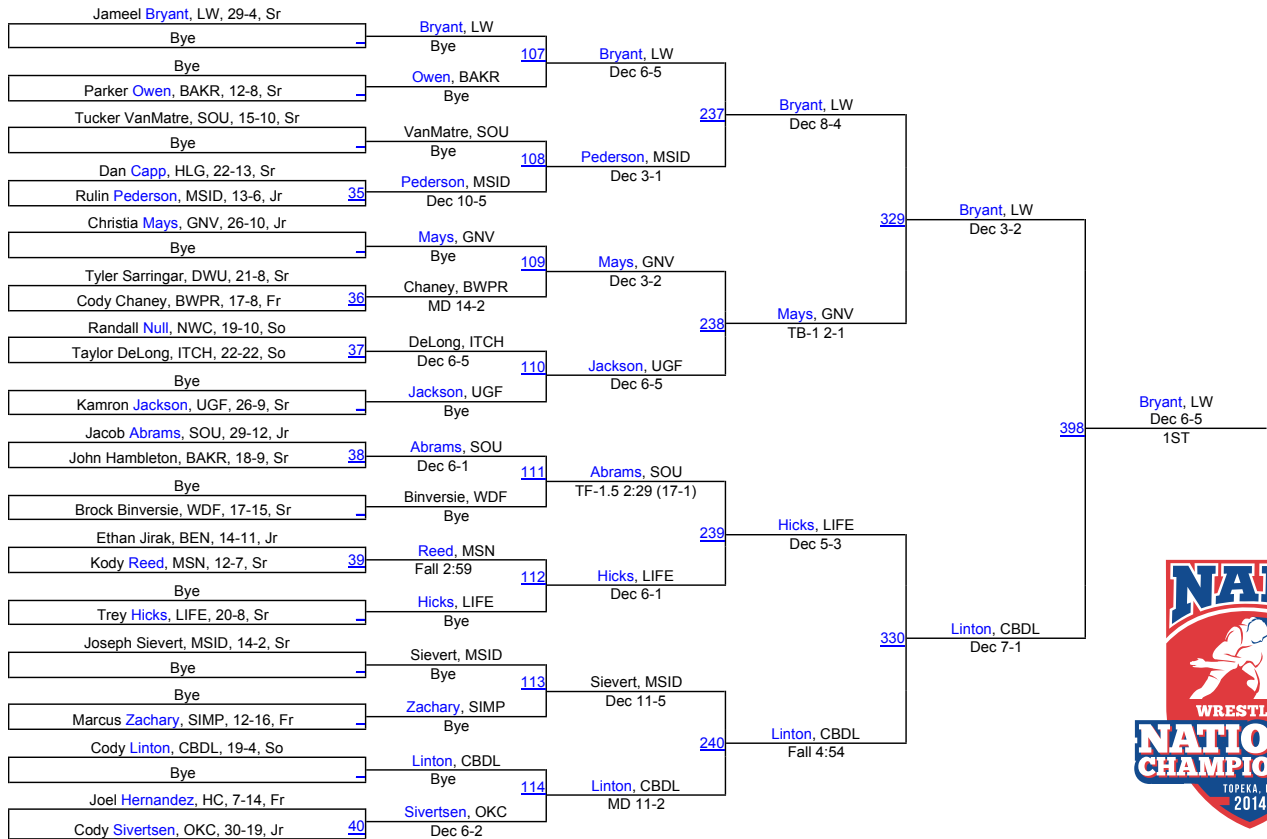 Jameel Bryant, LW, 29-4, Sr
Bye
Bye
Parker Owen, BAKR, 12-8, Sr
Tucker VanMatre, SOU, 15-10, Sr
Bye
Dan Capp, HLG, 22-13, Sr
Rulin Pederson, MSID, 13-6, Jr 35
Christia Mays, GNV, 26-10, Jr
Bye
Tyler Sarringar, DWU, 21-8, Sr
Cody Chaney, BWPR, 17-8, Fr 36
Randall Null, NWC, 19-10, So
Taylor DeLong, ITCH, 22-22, So 37
Bye
Kamron Jackson, UGF, 26-9, Sr
Jacob Abrams, SOU, 29-12, Jr
John Hambleton, BAKR, 18-9, Sr 38
Bye
Brock Binversie, WDF, 17-15, Sr
Ethan Jirak, BEN, 14-11, Jr
Kody Reed, MSN, 12-7, Sr 39
Bye
Trey Hicks, LIFE, 20-8, Sr
Joseph Sievert, MSID, 14-2, Sr
Bye
Bye
Marcus Zachary, SIMP, 12-16, Fr
Cody Linton, CBDL, 19-4, So
Bye
Joel Hernandez, HC, 7-14, Fr
Cody Sivertsen, OKC, 30-19, Jr 40
Bryant, LW
Bye
107
Owen, BAKR
Bye
VanMatre, SOU
Bye
108
Pederson, MSID
Dec 10-5
Mays, GNV
Bye
109
Chaney, BWPR
MD 14-2
DeLong, ITCH
Dec 6-5
110
Jackson, UGF
Bye
Abrams, SOU
Dec 6-1
111
Binversie, WDF
Bye
Reed, MSN
Fall 2:59
112
Hicks, LIFE
Bye
Sievert, MSID
Bye
113
Zachary, SIMP
Bye
Linton, CBDL
Bye
114
Sivertsen, OKC
Dec 6-2
Bryant, LW
Dec 6-5
237
Pederson, MSID
Dec 3-1
Mays, GNV
Dec 3-2
238
Jackson, UGF
Dec 6-5
Abrams, SOU
TF-1.5 2:29 (17-1)
239
Hicks, LIFE
Dec 6-1
Sievert, MSID
Dec 11-5
240
Linton, CBDL
MD 11-2
Bryant, LW
Dec 8-4
329
Mays, GNV
TB-1 2-1
Hicks, LIFE
Dec 5-3
330
Linton, CBDL
Fall 4:54
Bryant, LW
Dec 3-2
398
Linton, CBDL
Dec 7-1
Bryant, LW
Dec 6-5
1ST
TOPEKA,
2014